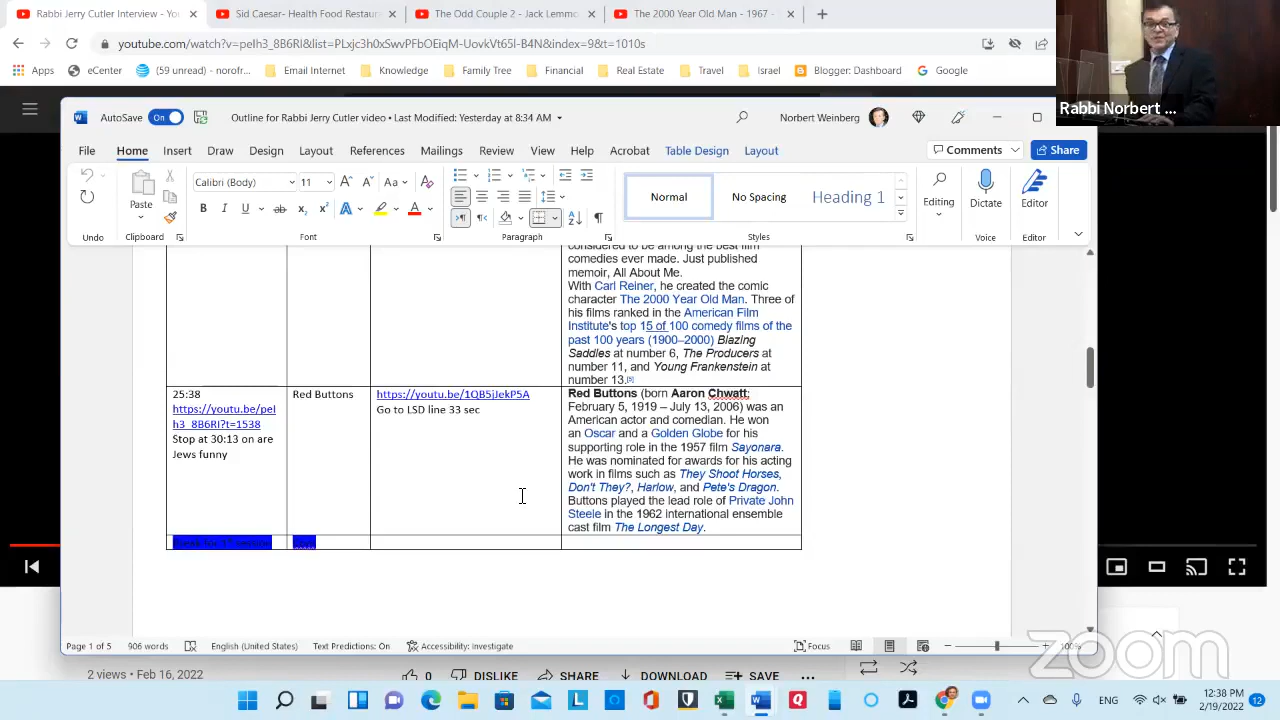 Rabbi Jerry Cutler Interview - You
Sid Caesar- Health Food Restaura
The Odd Couple 2 - Jack Lemmo
The 2000 Year Old Man - 1967 -
youtube.com/watch?v=peIh3_8B6RI&list=PLxjc3h0xSwvPFbOEiqM-UovkVt65l-B4N&index=9&t=1010s
Apps
eCenter
(59 unread) - norofr...
Email Internet
Knowledge
Family Tree
Financial
Real Estate
Travel
Israel
Blogger: Dashboard
Google
Rabbi Norbert ...
AutoSave On
Outline for Rabbi Jerry Cutler video • Last Modified: Yesterday at 8:34 AM
Norbert Weinberg
File Home Insert Draw Design Layout References Mailings Review View Help Acrobat Table Design Layout
Comments
Share
Calibri (Body) 11
Paste
Normal
No Spacing
Heading 1
Editing
Dictate
Editor
Undo
Clipboard
Font
Paragraph
Styles
Voice
Editor
considered to be among the best film
comedies ever made. Just published
memoir, All About Me.
With Carl Reiner, he created the comic
character The 2000 Year Old Man. Three of
his films ranked in the American Film
Institute's top 15 of 100 comedy films of the
past 100 years (1900–2000) Blazing
Saddles at number 6, The Producers at
number 11, and Young Frankenstein at
number 13.[5]
25:38
https://youtu.be/peI
h3_8B6RI?t=1538
Stop at 30:13 on are
Jews funny
Red Buttons
https://youtu.be/1QB5jJekP5A
Go to LSD line 33 sec
Red Buttons (born Aaron Chwatt;
February 5, 1919 – July 13, 2006) was an
American actor and comedian. He won
an Oscar and a Golden Globe for his
supporting role in the 1957 film Sayonara.
He was nominated for awards for his acting
work in films such as They Shoot Horses,
Don't They?, Harlow, and Pete's Dragon.
Buttons played the lead role of Private John
Steele in the 1962 international ensemble
cast film The Longest Day.
Page 1 of 5
906 words
English (United States)
Text Predictions: On
Accessibility: Investigate
Focus
100%
zoom
2 views • Feb 16, 2022
0
DISLIKE
SHARE
SAVE
ENG
12:38 PM
2/19/2022
12